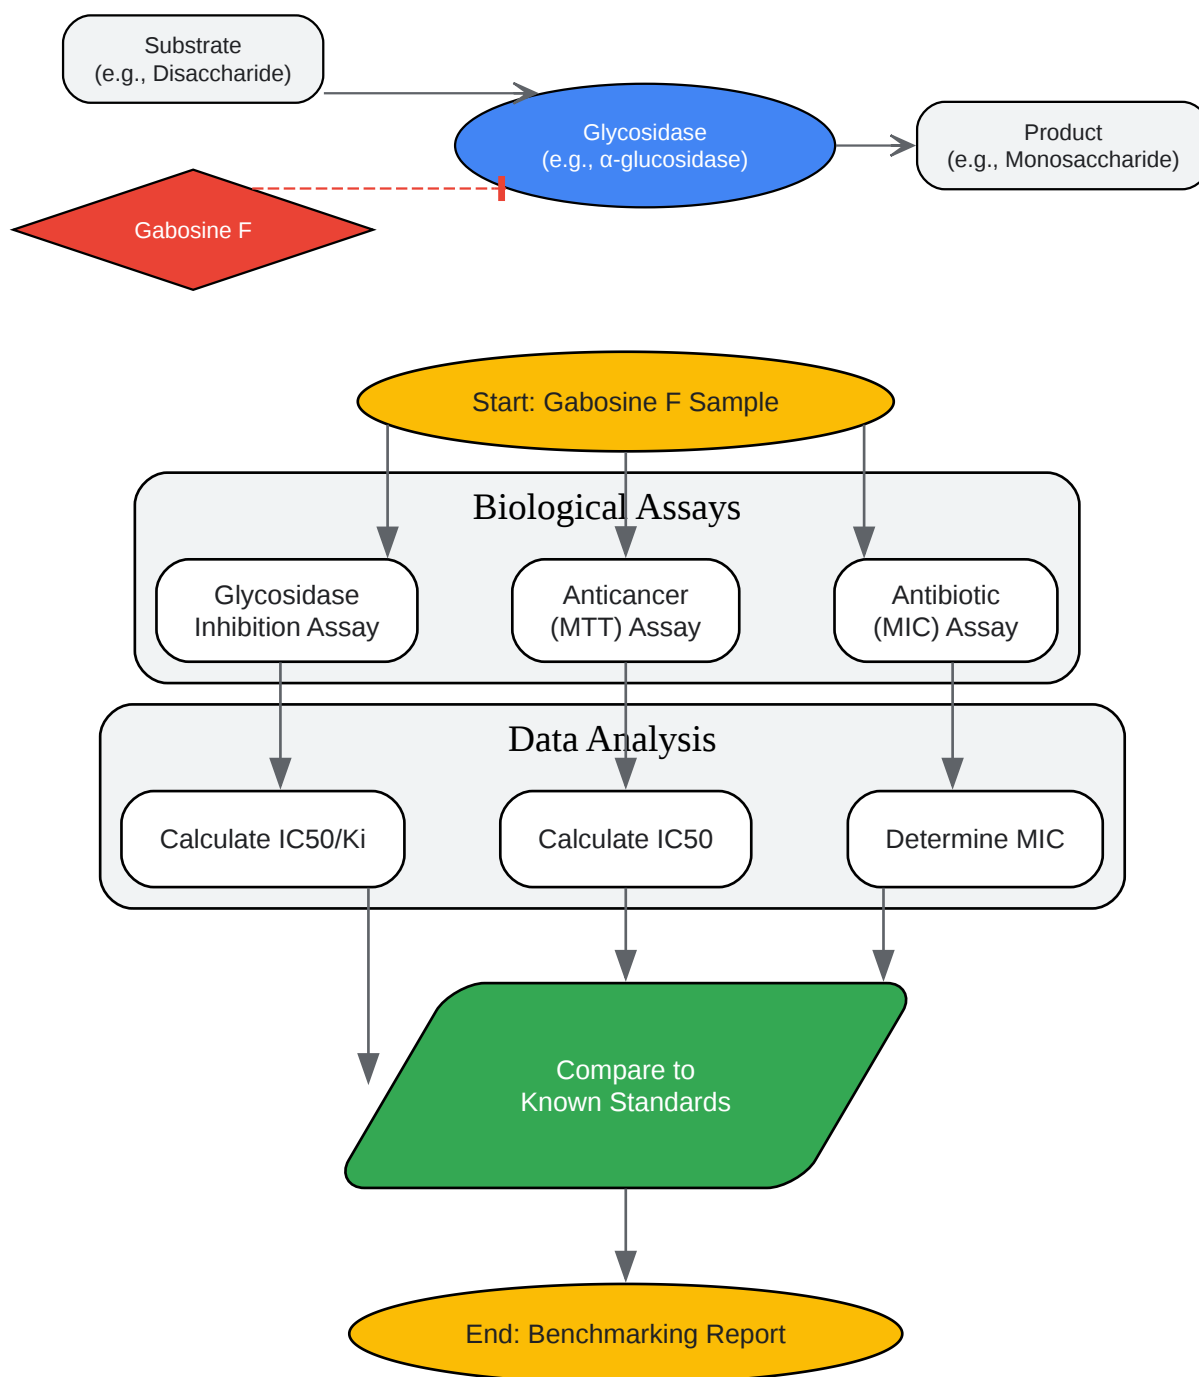 Substrate
(e.g., Disaccharide)
Glycosidase
(e.g., α-glucosidase)
Product
(e.g., Monosaccharide)
Gabosine F
Start: Gabosine F Sample
Biological Assays
Glycosidase
Inhibition Assay
Anticancer
(MTT) Assay
Antibiotic
(MIC) Assay
Data Analysis
Calculate IC50/Ki
Calculate IC50
Determine MIC
Compare to
Known Standards
End: Benchmarking Report